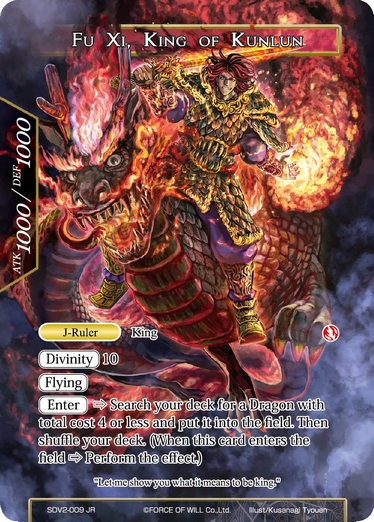 Fu Xi, King of Kunlun
ATK 1000 / DEF 1000
J-Ruler King
Divinity 10
Flying
Enter ⇨ Search your deck for a Dragon with
total cost 4 or less and put it into the field. Then
shuffle your deck. (When this card enters the
field ⇨ Perform the effect.)
"Let me show you what it means to be king."
SDV2-009 JR ©FORCE OF WILL Co.,Ltd. Illust/Kusanagi Tyouen